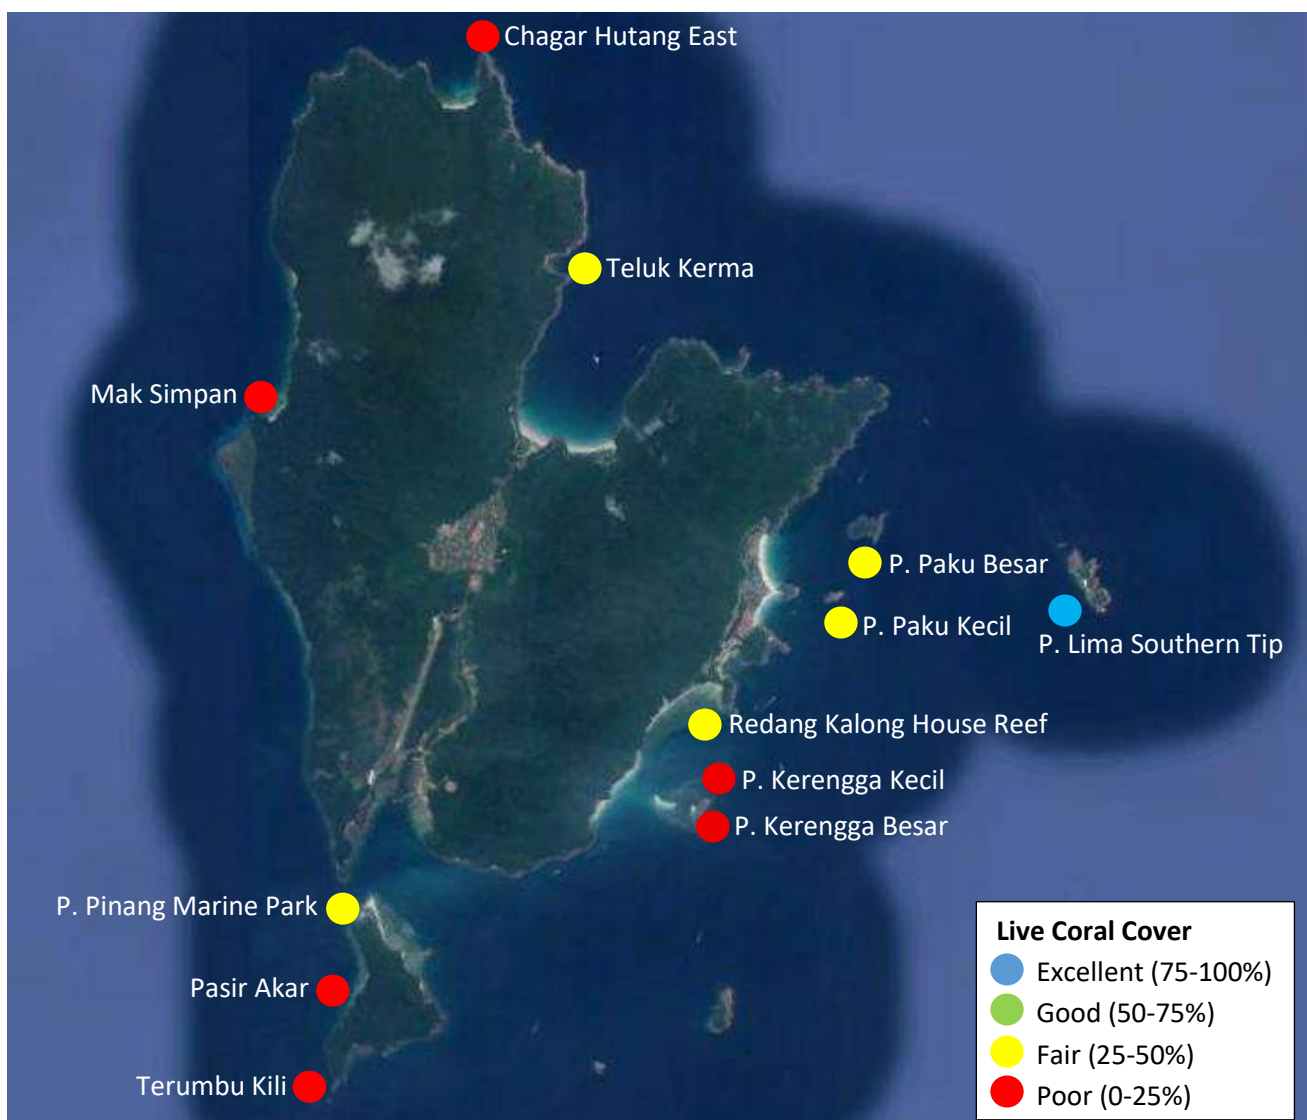 Chagar Hutang East
Teluk Kerma
Mak Simpan
P. Paku Besar
P. Paku Kecil
P. Lima Southern Tip
Redang Kalong House Reef
P. Kerengga Kecil
P. Kerengga Besar
P. Pinang Marine Park
Pasir Akar
Terumbu Kili
Live Coral Cover
Excellent (75-100%)
Good (50-75%)
Fair (25-50%)
Poor (0-25%)